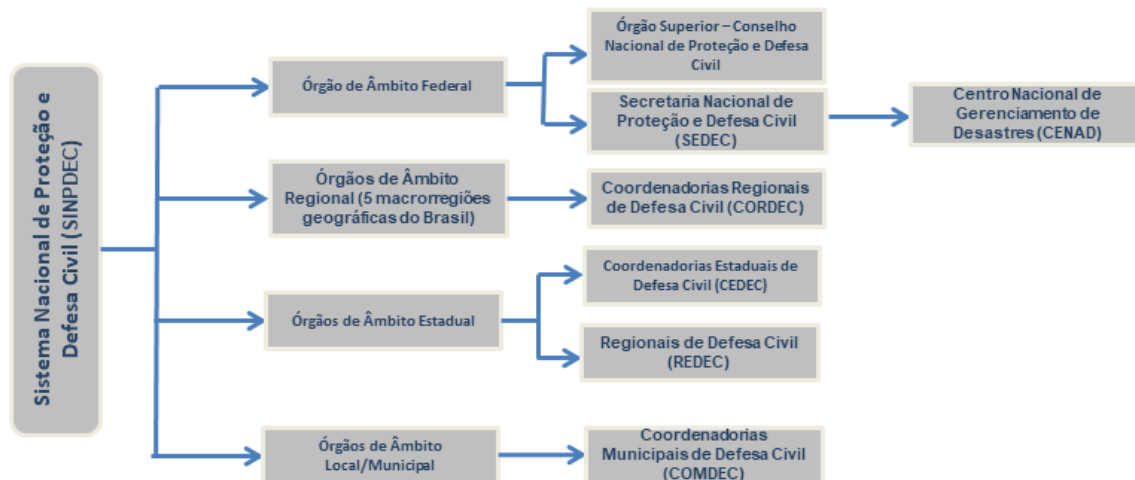 Sistema Nacional de Proteção e
Defesa Civil (SINPDEC)
Órgão de Âmbito Federal
Órgão Superior – Conselho
Nacional de Proteção e Defesa
Civil
Secretaria Nacional de
Proteção e Defesa Civil
(SEDEC)
Centro Nacional de
Gerenciamento de
Desastres (CENAD)
Órgãos de Âmbito
Regional (5 macrorregiões
geográficas do Brasil)
Coordenadorias Regionais
de Defesa Civil (CORDEC)
Órgãos de Âmbito Estadual
Coordenadorias Estaduais de
Defesa Civil (CEDEC)
Regionais de Defesa Civil
(REDEC)
Órgãos de Âmbito
Local/Municipal
Coordenadorias
Municipais de Defesa Civil
(COMDEC)